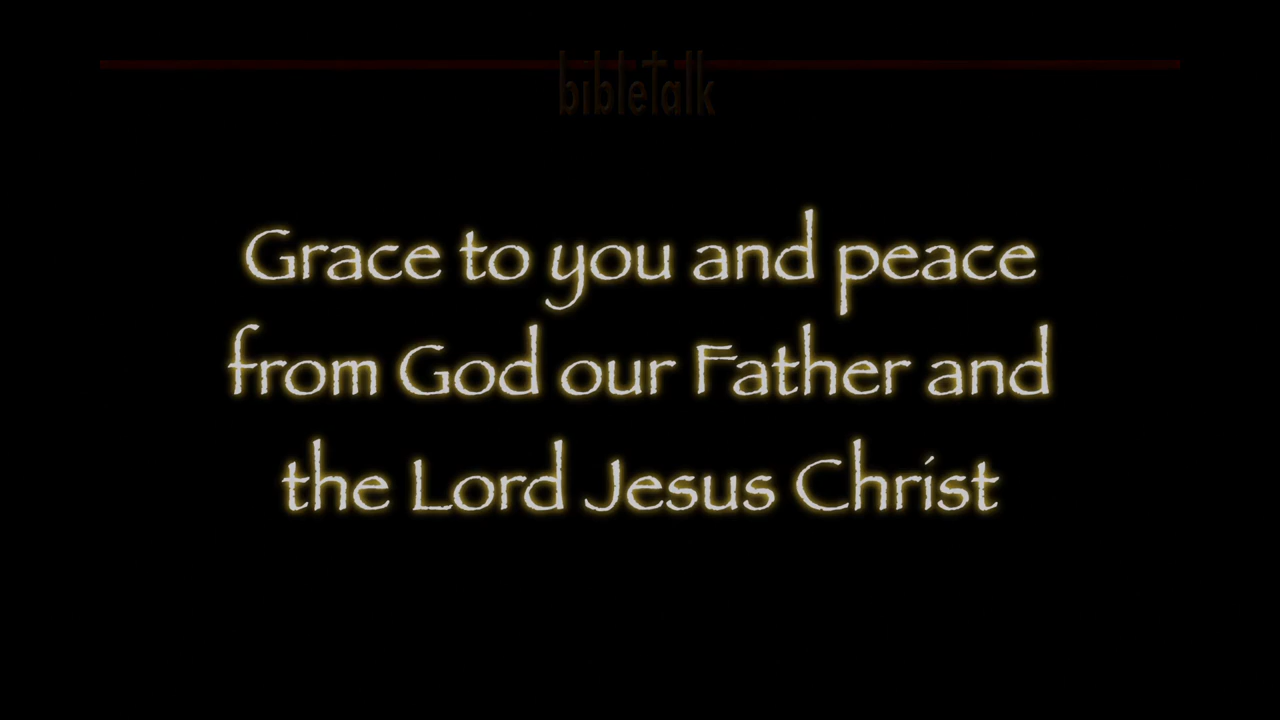 bibletalk
Grace to you and peace
from God our Father and
the Lord Jesus Christ